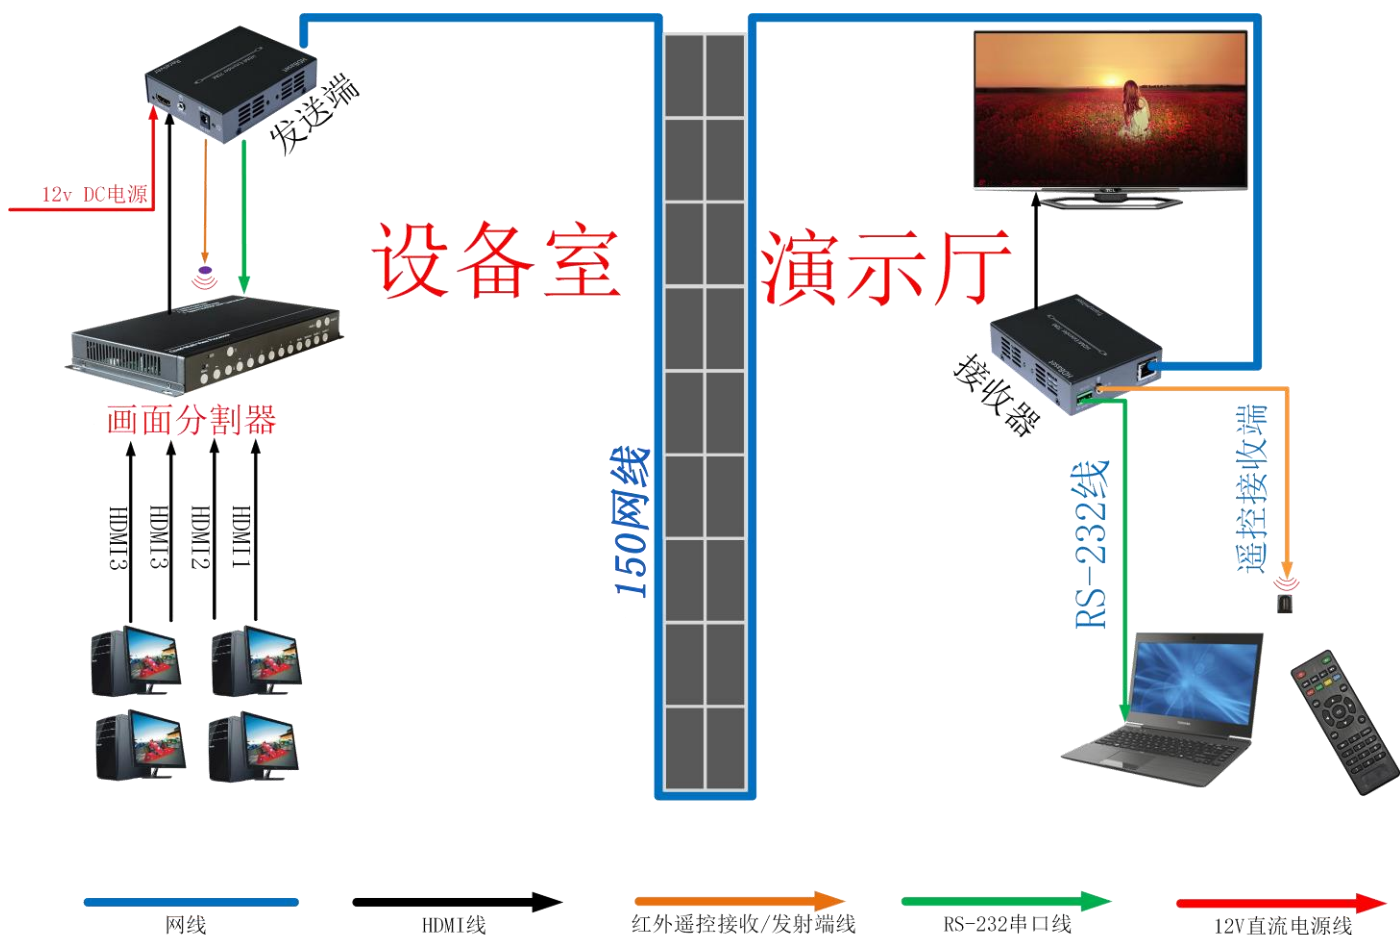 发送端
12v DC电源
设备室
演示厅
接收器
画面分割器
HDMI3
HDMI3
HDMI2
HDMI1
150网线
RS-232线
遥控接收端
TCL
网线
HDMI线
红外遥控接收/发射端线
RS-232串口线
12V直流电源线